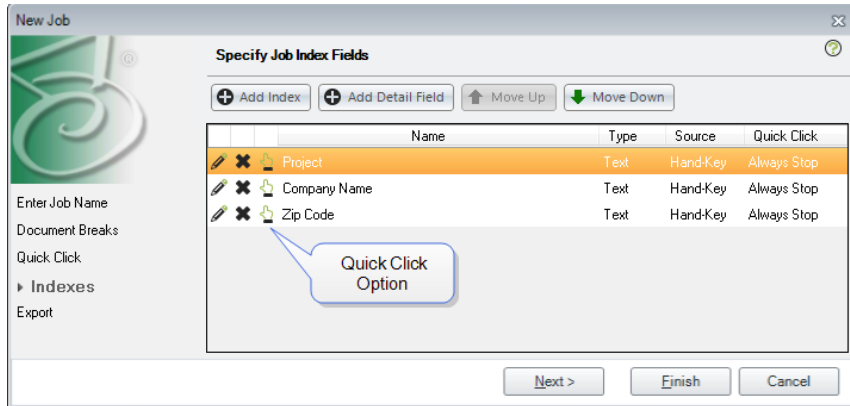 New Job
®
Specify Job Index Fields
Add Index Add Detail Field Move Up Move Down
Name Type Source Quick Click
Project Text Hand-Key Always Stop
Company Name Text Hand-Key Always Stop
Zip Code Text Hand-Key Always Stop
Quick Click
Option
Enter Job Name
Document Breaks
Quick Click
Indexes
Export
Next >
Finish
Cancel